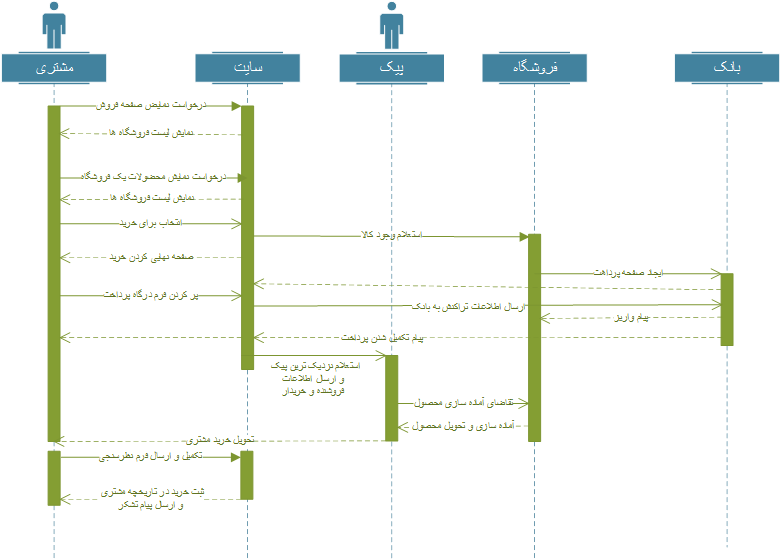 مشتری
سایت
پیک
فروشگاه
بانک
درخواست نمایض صفحه فروش
نمایش لیست فروشگاه ها
درخواست نمایش محضولات یک فروشگاه
نمایش لیست فروشگاه ها
انتخاب برای خرید
استعلام وجود کالا
صفحه نهایی کردن خرید
ایجاد صفحه پرداهت
پر کردن فرم درگاه پرداخت
ارسال اطلاعات تراکنش به بانک
پیام واریز
پیام تکمیل شدن پرداخت
استعلام نزدیک ترین پیک
و ارسال اطلاعات
فروشنده و خریدار
تقاضای آماده سازی محصول
آماده سازی و تحویل محصول
تحویل خرید مشتری
تکمیل و ارسال فرم نظرسنجی
ثبت خرید در تاریخچه مشتری
و ارسال پیام تشکر